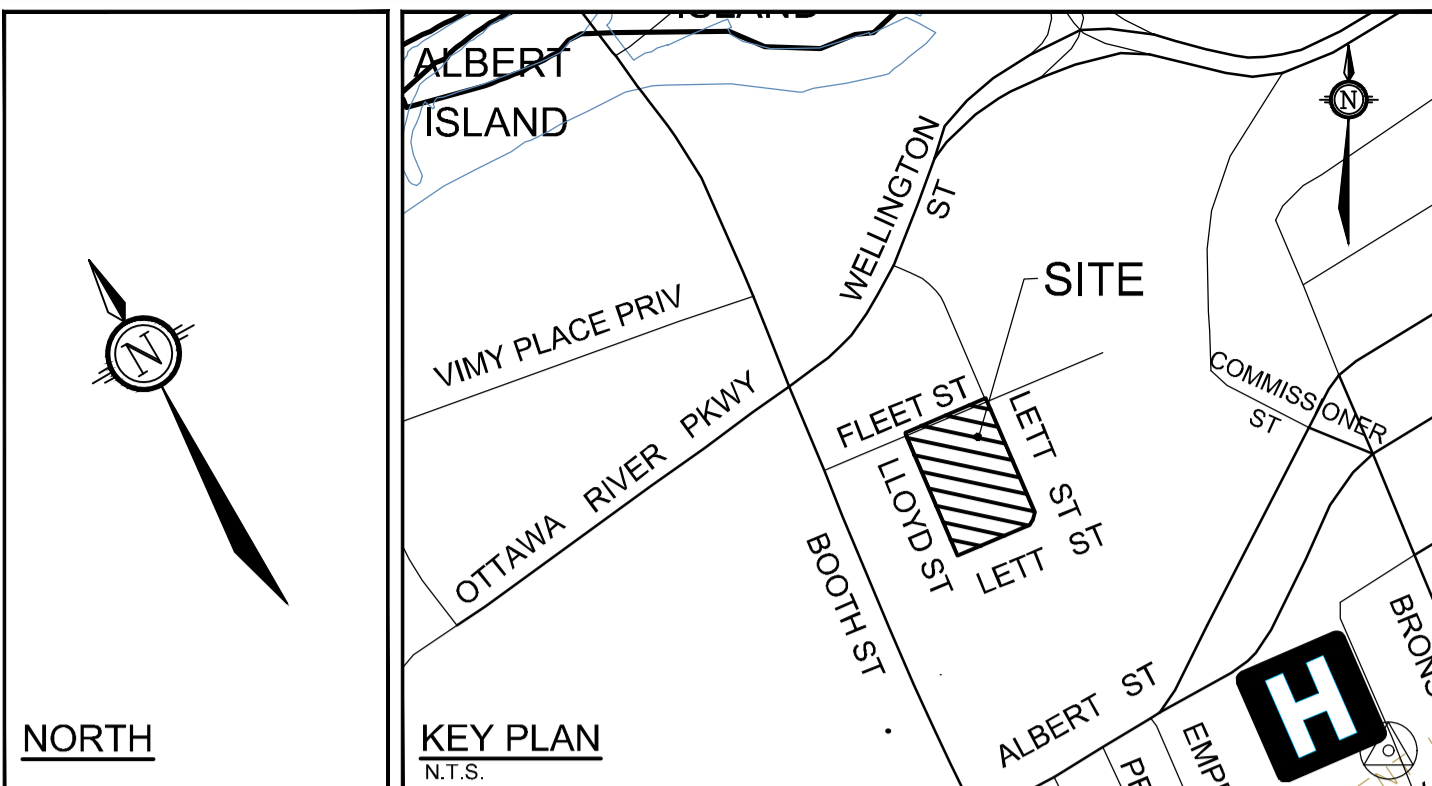 N
NORTH
ISLAND
ALBERT
ISLAND
N
WELLINGTON
ST
SITE
VIMY PLACE PRIV
OTTAWA RIVER PKWY
FLEET ST
LETT ST
LLOYD ST
LETT ST
COMMISSIONER
ST
BOOTH ST
ALBERT ST
H
KEY PLAN
N.T.S.